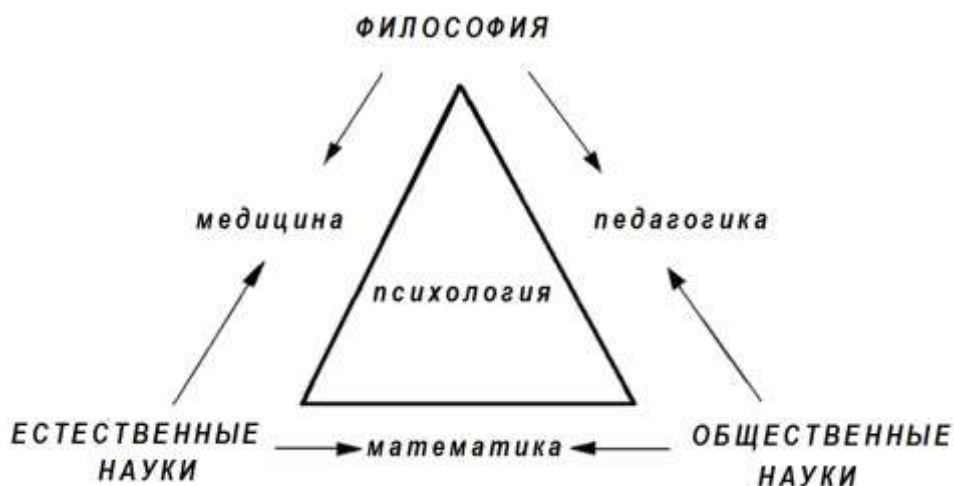 ФИЛОСОФИЯ
медицина
педагогика
психология
ЕСТЕСТВЕННЫЕ
НАУКИ
математика
ОБЩЕСТВЕННЫЕ
НАУКИ